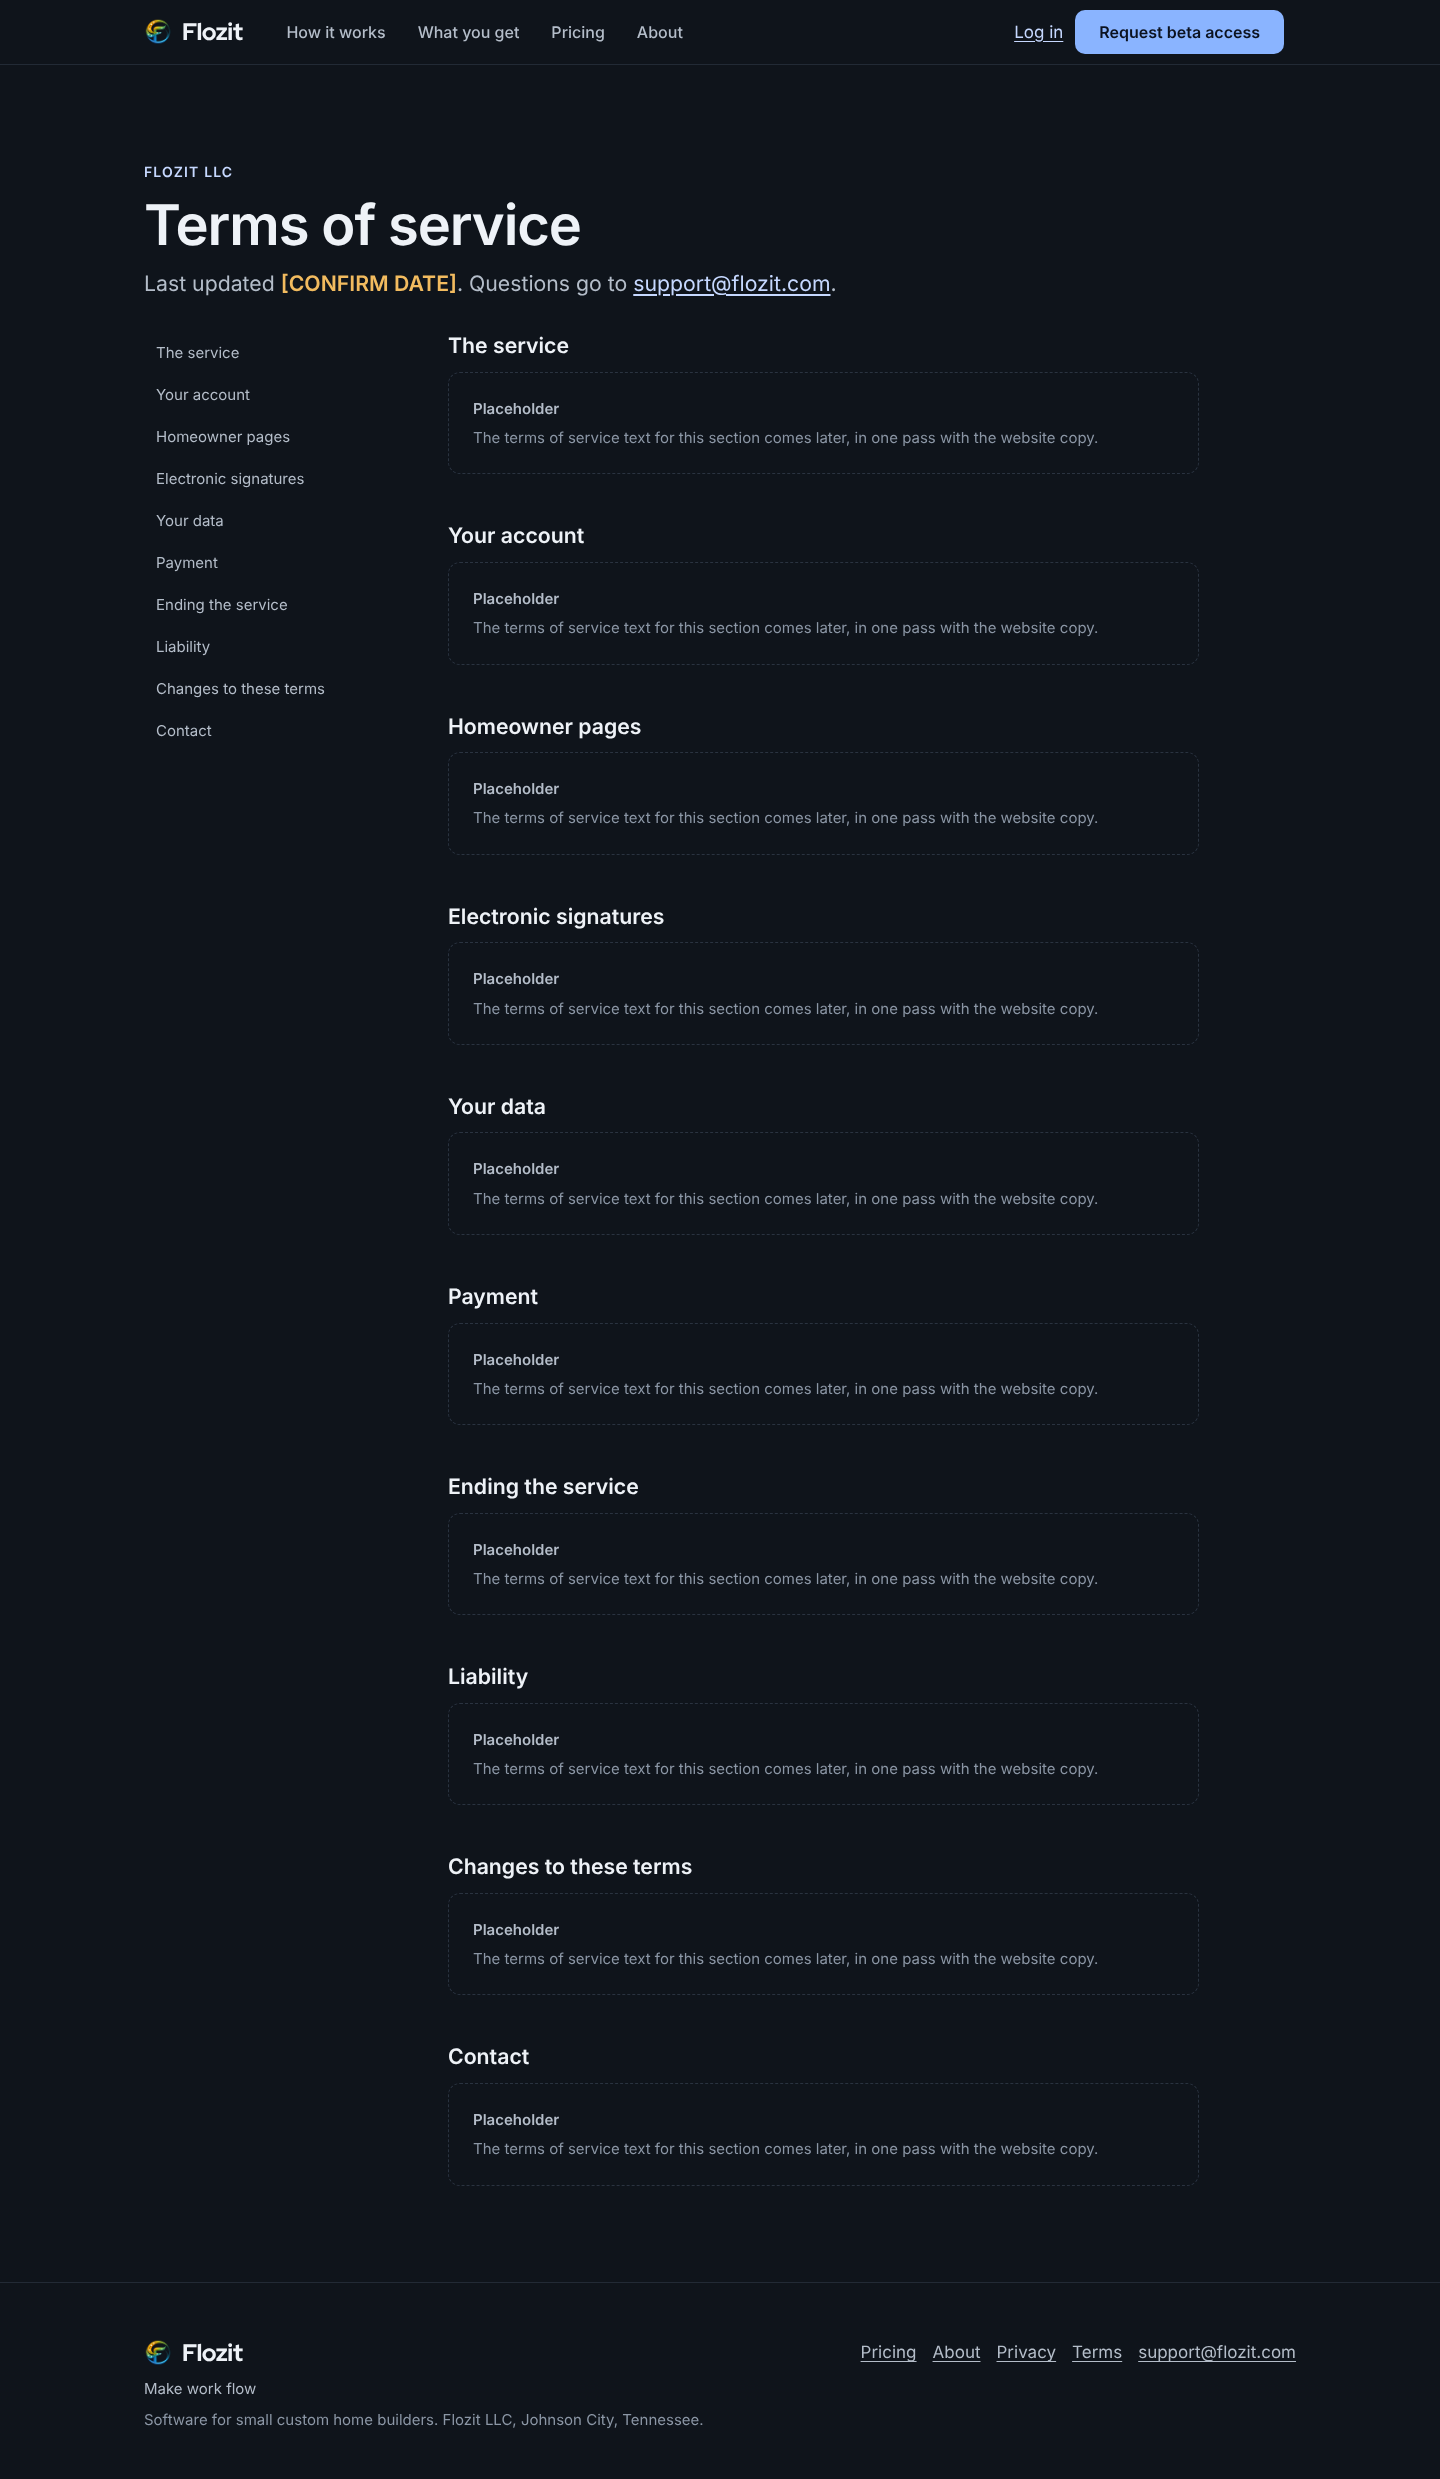 Flozit
How it works
What you get
Pricing
About
Log in
Request beta access
FLOZIT LLC
Terms of service
Last updated [CONFIRM DATE]. Questions go to support@flozit.com.
The service
Your account
Homeowner pages
Electronic signatures
Your data
Payment
Ending the service
Liability
Changes to these terms
Contact
The service
Placeholder
The terms of service text for this section comes later, in one pass with the website copy.
Your account
Placeholder
The terms of service text for this section comes later, in one pass with the website copy.
Homeowner pages
Placeholder
The terms of service text for this section comes later, in one pass with the website copy.
Electronic signatures
Placeholder
The terms of service text for this section comes later, in one pass with the website copy.
Your data
Placeholder
The terms of service text for this section comes later, in one pass with the website copy.
Payment
Placeholder
The terms of service text for this section comes later, in one pass with the website copy.
Ending the service
Placeholder
The terms of service text for this section comes later, in one pass with the website copy.
Liability
Placeholder
The terms of service text for this section comes later, in one pass with the website copy.
Changes to these terms
Placeholder
The terms of service text for this section comes later, in one pass with the website copy.
Contact
Placeholder
The terms of service text for this section comes later, in one pass with the website copy.
Flozit
Make work flow
Software for small custom home builders. Flozit LLC, Johnson City, Tennessee.
Pricing
About
Privacy
Terms
support@flozit.com